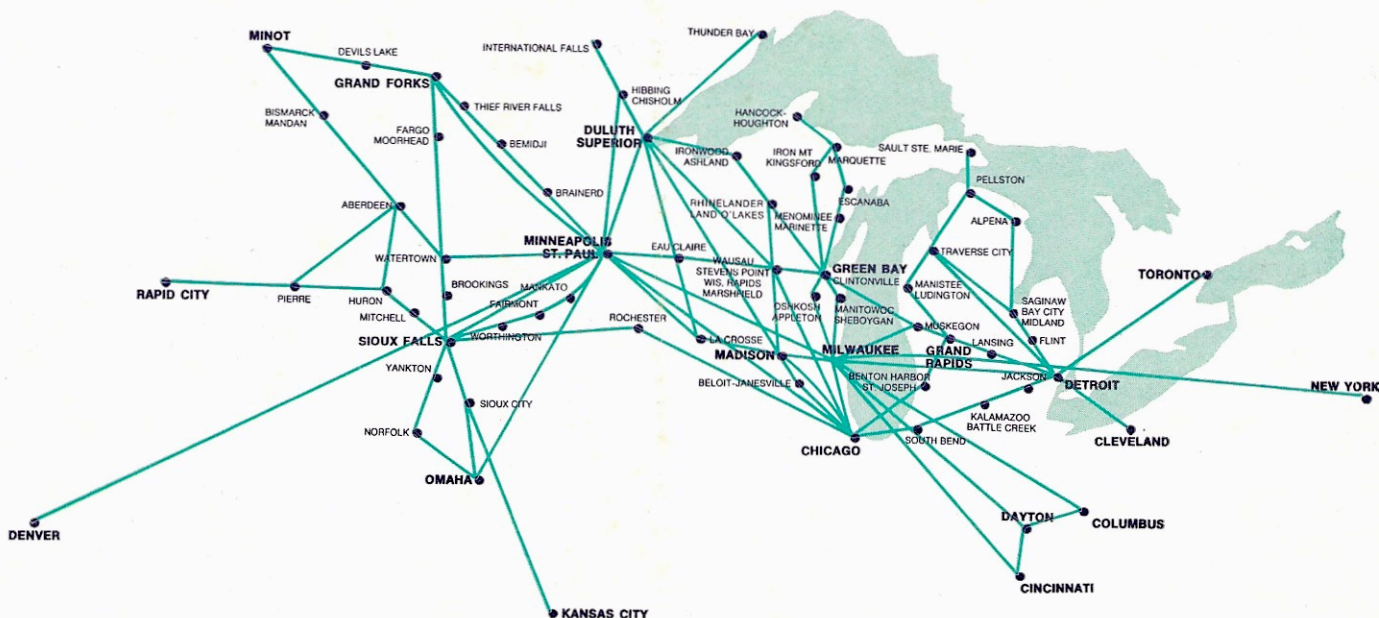 MINOT
DEVILS LAKE
GRAND FORKS
INTERNATIONAL FALLS
THUNDER BAY
BISMARCK
MANDAN
THIEF RIVER FALLS
HIBBING
CHISHOLM
FARGO
MOORHEAD
BEMIDJI
DULUTH
SUPERIOR
HANCOCK-
HOUGHTON
IRONWOOD
ASHLAND
IRON MT
KINGSFORD
MARQUETTE
SAULT STE. MARIE
PELLSTON
BRAINERD
ABERDEEN
RHINELANDER
LAND O'LAKES
ESCANABA
MENOMINEE
MARINETTE
ALPENA
MINNEAPOLIS
ST. PAUL
EAU CLAIRE
TRAVERSE CITY
WATERTOWN
WAUSAU
STEVENS POINT
WIS, RAPIDS
MARSHFIELD
GREEN BAY
CLINTONVILLE
TORONTO
RAPID CITY
PIERRE
HURON
BROOKINGS
MANKATO
FAIRMONT
MANISTEE
LUDINGTON
OSHKOSH
APPLETON
MANITOWOC
SHEBOYGAN
SAGINAW
BAY CITY
MIDLAND
MITCHELL
ROCHESTER
MUSKEGON
WORTHINGTON
SIOUX FALLS
LA CROSSE
MADISON
MILWAUKEE
GRAND
RAPIDS
LANSING
FLINT
YANKTON
BELOIT-JANESVILLE
BENTON HARBOR
ST. JOSEPH
JACKSON
DETROIT
NEW YORK
SIOUX CITY
KALAMAZOO
BATTLE CREEK
NORFOLK
CHICAGO
SOUTH BEND
CLEVELAND
OMAHA
DENVER
DAYTON
COLUMBUS
CINCINNATI
KANSAS CITY